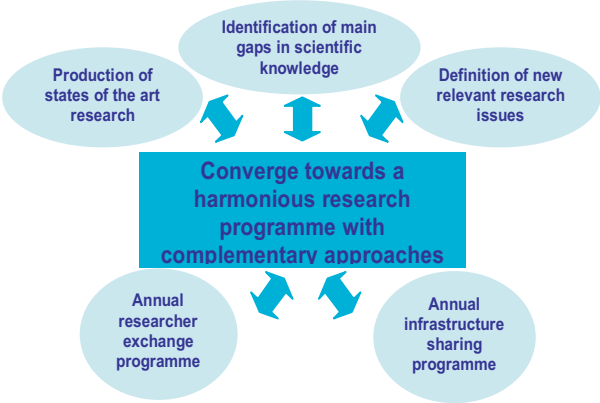 Identification of main
gaps in scientific
knowledge
Production of
states of the art
research
Definition of new
relevant research
issues
Converge towards a
harmonious research
programme with
complementary approaches
Annual
researcher
exchange
programme
Annual
infrastructure
sharing
programme